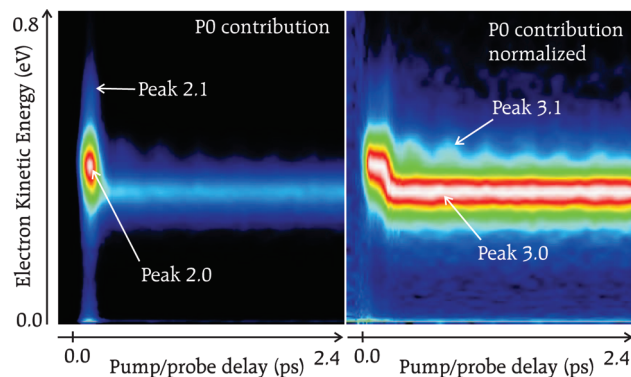 0.8
Electron Kinetic Energy (eV)
0.0
P0 contribution
Peak 2.1
Peak 2.0
P0 contribution
normalized
Peak 3.1
Peak 3.0
0.0
2.4
Pump/probe delay (ps)
0.0
2.4
Pump/probe delay (ps)